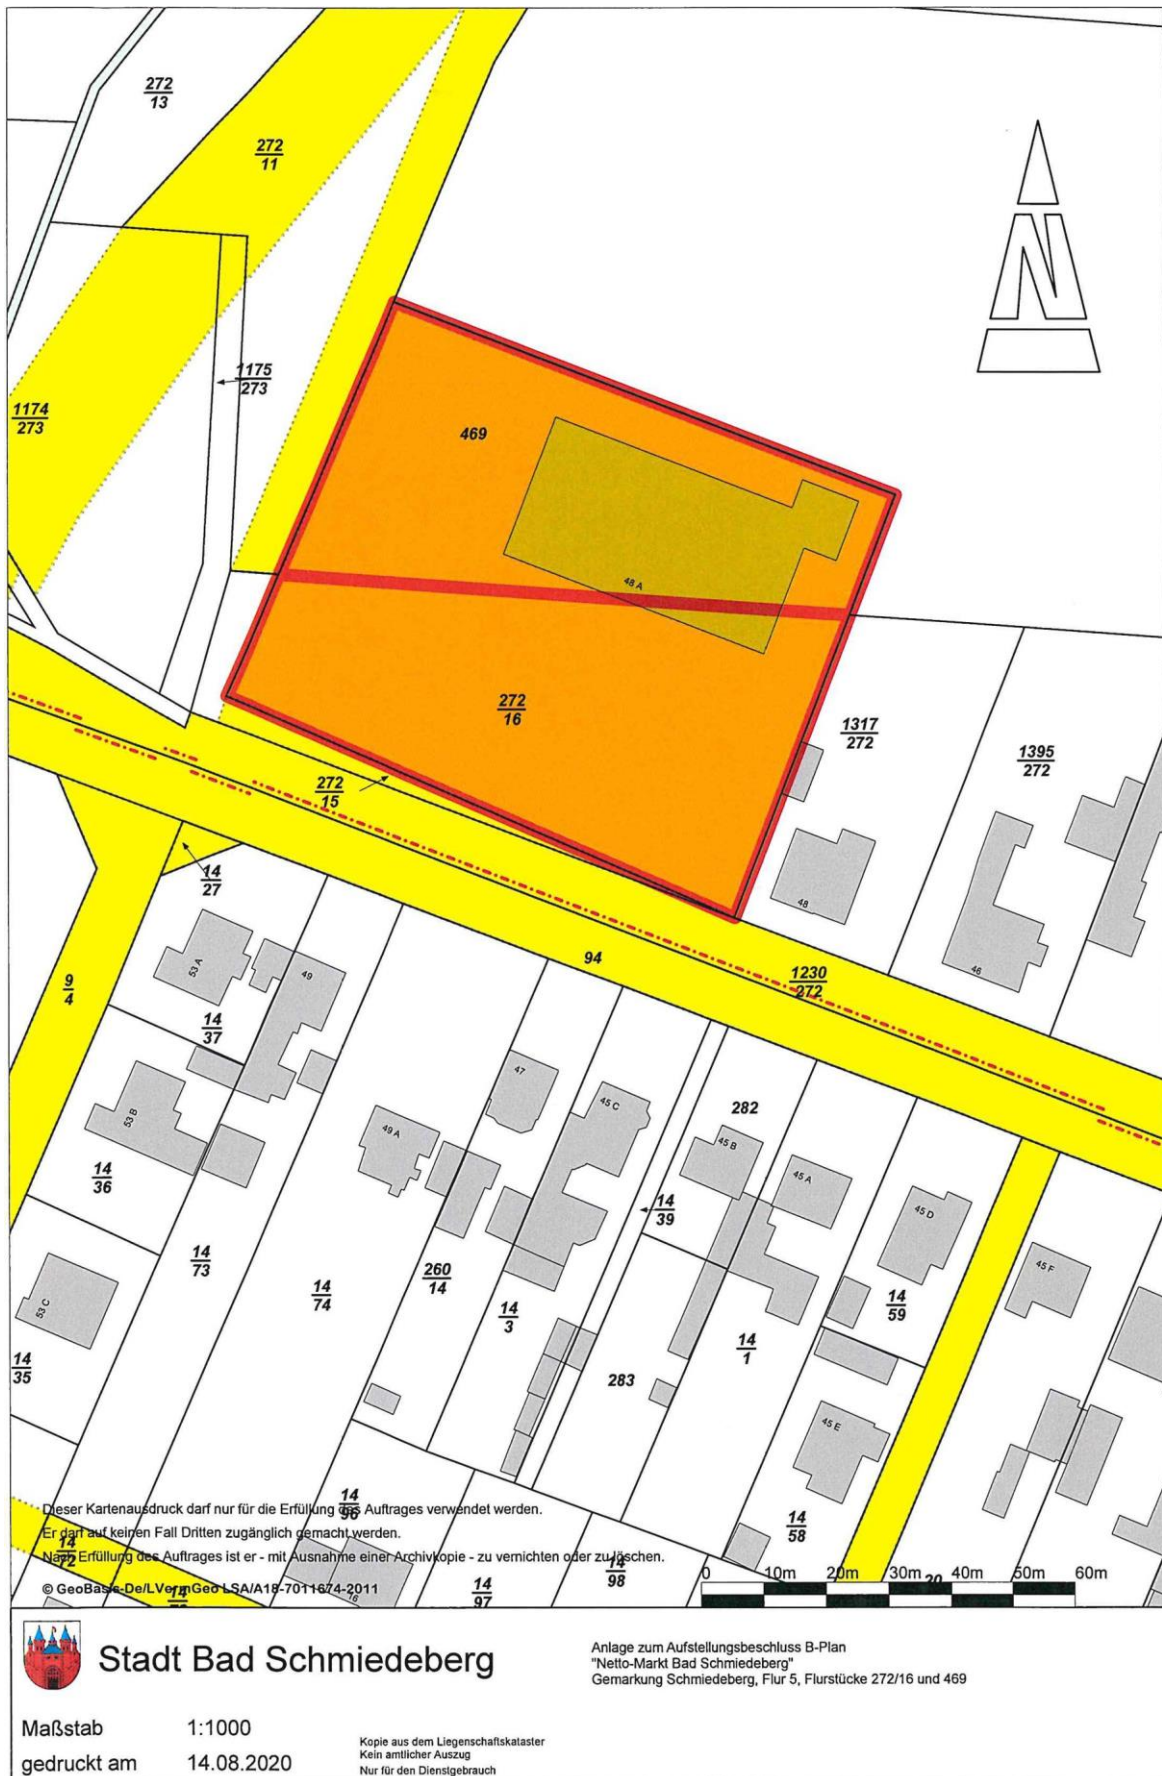 272
13
272
11
N
1175
273
1174
273
469
48 A
272
16
1317
272
1395
272
272
15
14
27
48
46
94
1230
272
9
4
53 A
49
14
37
53 B
47
45 C
282
49 A
45 B
45 A
14
36
14
39
45 D
14
73
260
14
14
74
45 F
53 C
14
3
14
59
14
1
14
35
283
45 E
14
96
Dieser Kartenausdruck darf nur für die Erfüllung des Auftrages verwendet werden.
14
58
Er darf auf keinen Fall Dritten zugänglich gemacht werden.
14
72
Nach Erfüllung des Auftrages ist er - mit Ausnahme einer Archivkopie - zu vernichten oder zu löschen.
14
98
© GeoBasis-De/LVermGeo LSA/A18-7011674-2011
16
14
97
0 10m 20m 30m 40m 50m 60m
20
Stadt Bad Schmiedeberg
Anlage zum Aufstellungsbeschluss B-Plan
"Netto-Markt Bad Schmiedeberg"
Gemarkung Schmiedeberg, Flur 5, Flurstücke 272/16 und 469
Maßstab 1:1000
gedruckt am 14.08.2020
Kopie aus dem Liegenschaftskataster
Kein amtlicher Auszug
Nur für den Dienstgebrauch